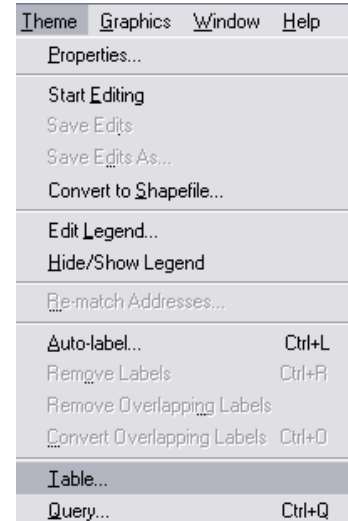 Theme Graphics Window Help
Properties...
Start Editing
Save Edits
Save Edits As...
Convert to Shapefile...
Edit Legend...
Hide/Show Legend
Re-match Addresses...
Auto-label... Ctrl+L
Remove Labels Ctrl+R
Remove Overlapping Labels
Convert Overlapping Labels Ctrl+O
Table...
Query... Ctrl+Q